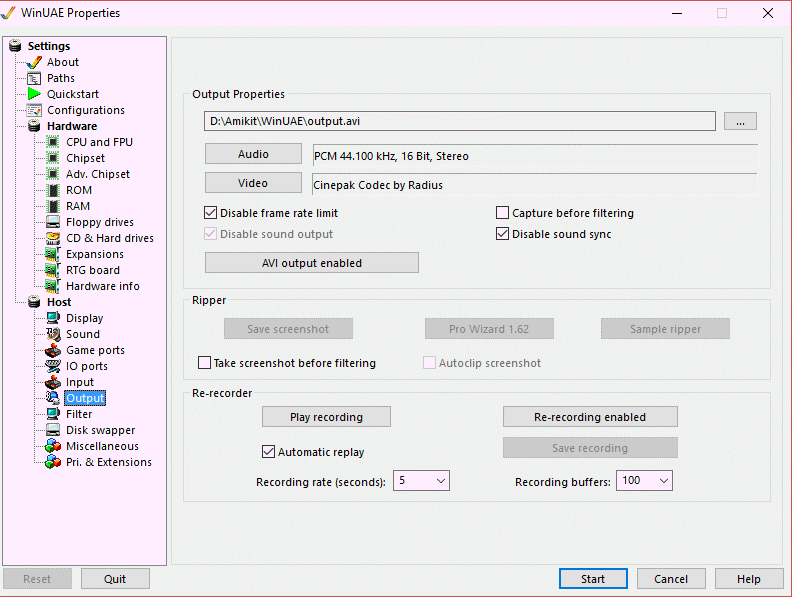 WinUAE Properties
Settings
About
Paths
Quickstart
Configurations
Hardware
CPU and FPU
Chipset
Adv. Chipset
ROM
RAM
Floppy drives
CD & Hard drives
Expansions
RTG board
Hardware info
Host
Display
Sound
Game ports
IO ports
Input
Output
Filter
Disk swapper
Miscellaneous
Pri. & Extensions
Output Properties
D:\Amikit\WinUAE\output.avi
...
Audio
PCM 44.100 kHz, 16 Bit, Stereo
Video
Cinepak Codec by Radius
Disable frame rate limit
Capture before filtering
Disable sound output
Disable sound sync
AVI output enabled
Ripper
Save screenshot
Pro Wizard 1.62
Sample ripper
Take screenshot before filtering
Autoclip screenshot
Re-recorder
Play recording
Re-recording enabled
Automatic replay
Save recording
Recording rate (seconds):
5
Recording buffers:
100
Reset
Quit
Start
Cancel
Help